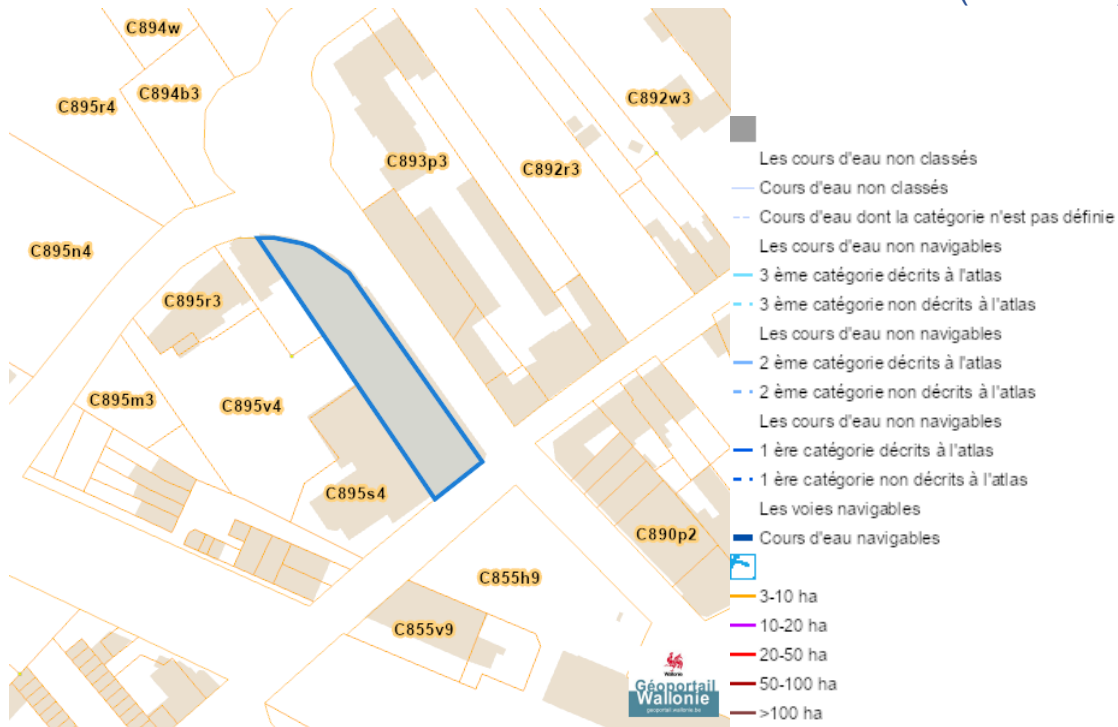 C894w
C894b3
C895r4
C892w3
C893p3
C892r3
C895n4
C895r3
C895m3
C895v4
C895s4
C890p2
C855h9
C855v9
Wallonie
Géoportail
Wallonie
geoportail.wallonie.be
Les cours d'eau non classés
Cours d'eau non classés
Cours d'eau dont la catégorie n'est pas définie
Les cours d'eau non navigables
3 ème catégorie décrits à l'atlas
3 ème catégorie non décrits à l'atlas
Les cours d'eau non navigables
2 ème catégorie décrits à l'atlas
2 ème catégorie non décrits à l'atlas
Les cours d'eau non navigables
1 ère catégorie décrits à l'atlas
1 ère catégorie non décrits à l'atlas
Les voies navigables
Cours d'eau navigables
3-10 ha
10-20 ha
20-50 ha
50-100 ha
>100 ha